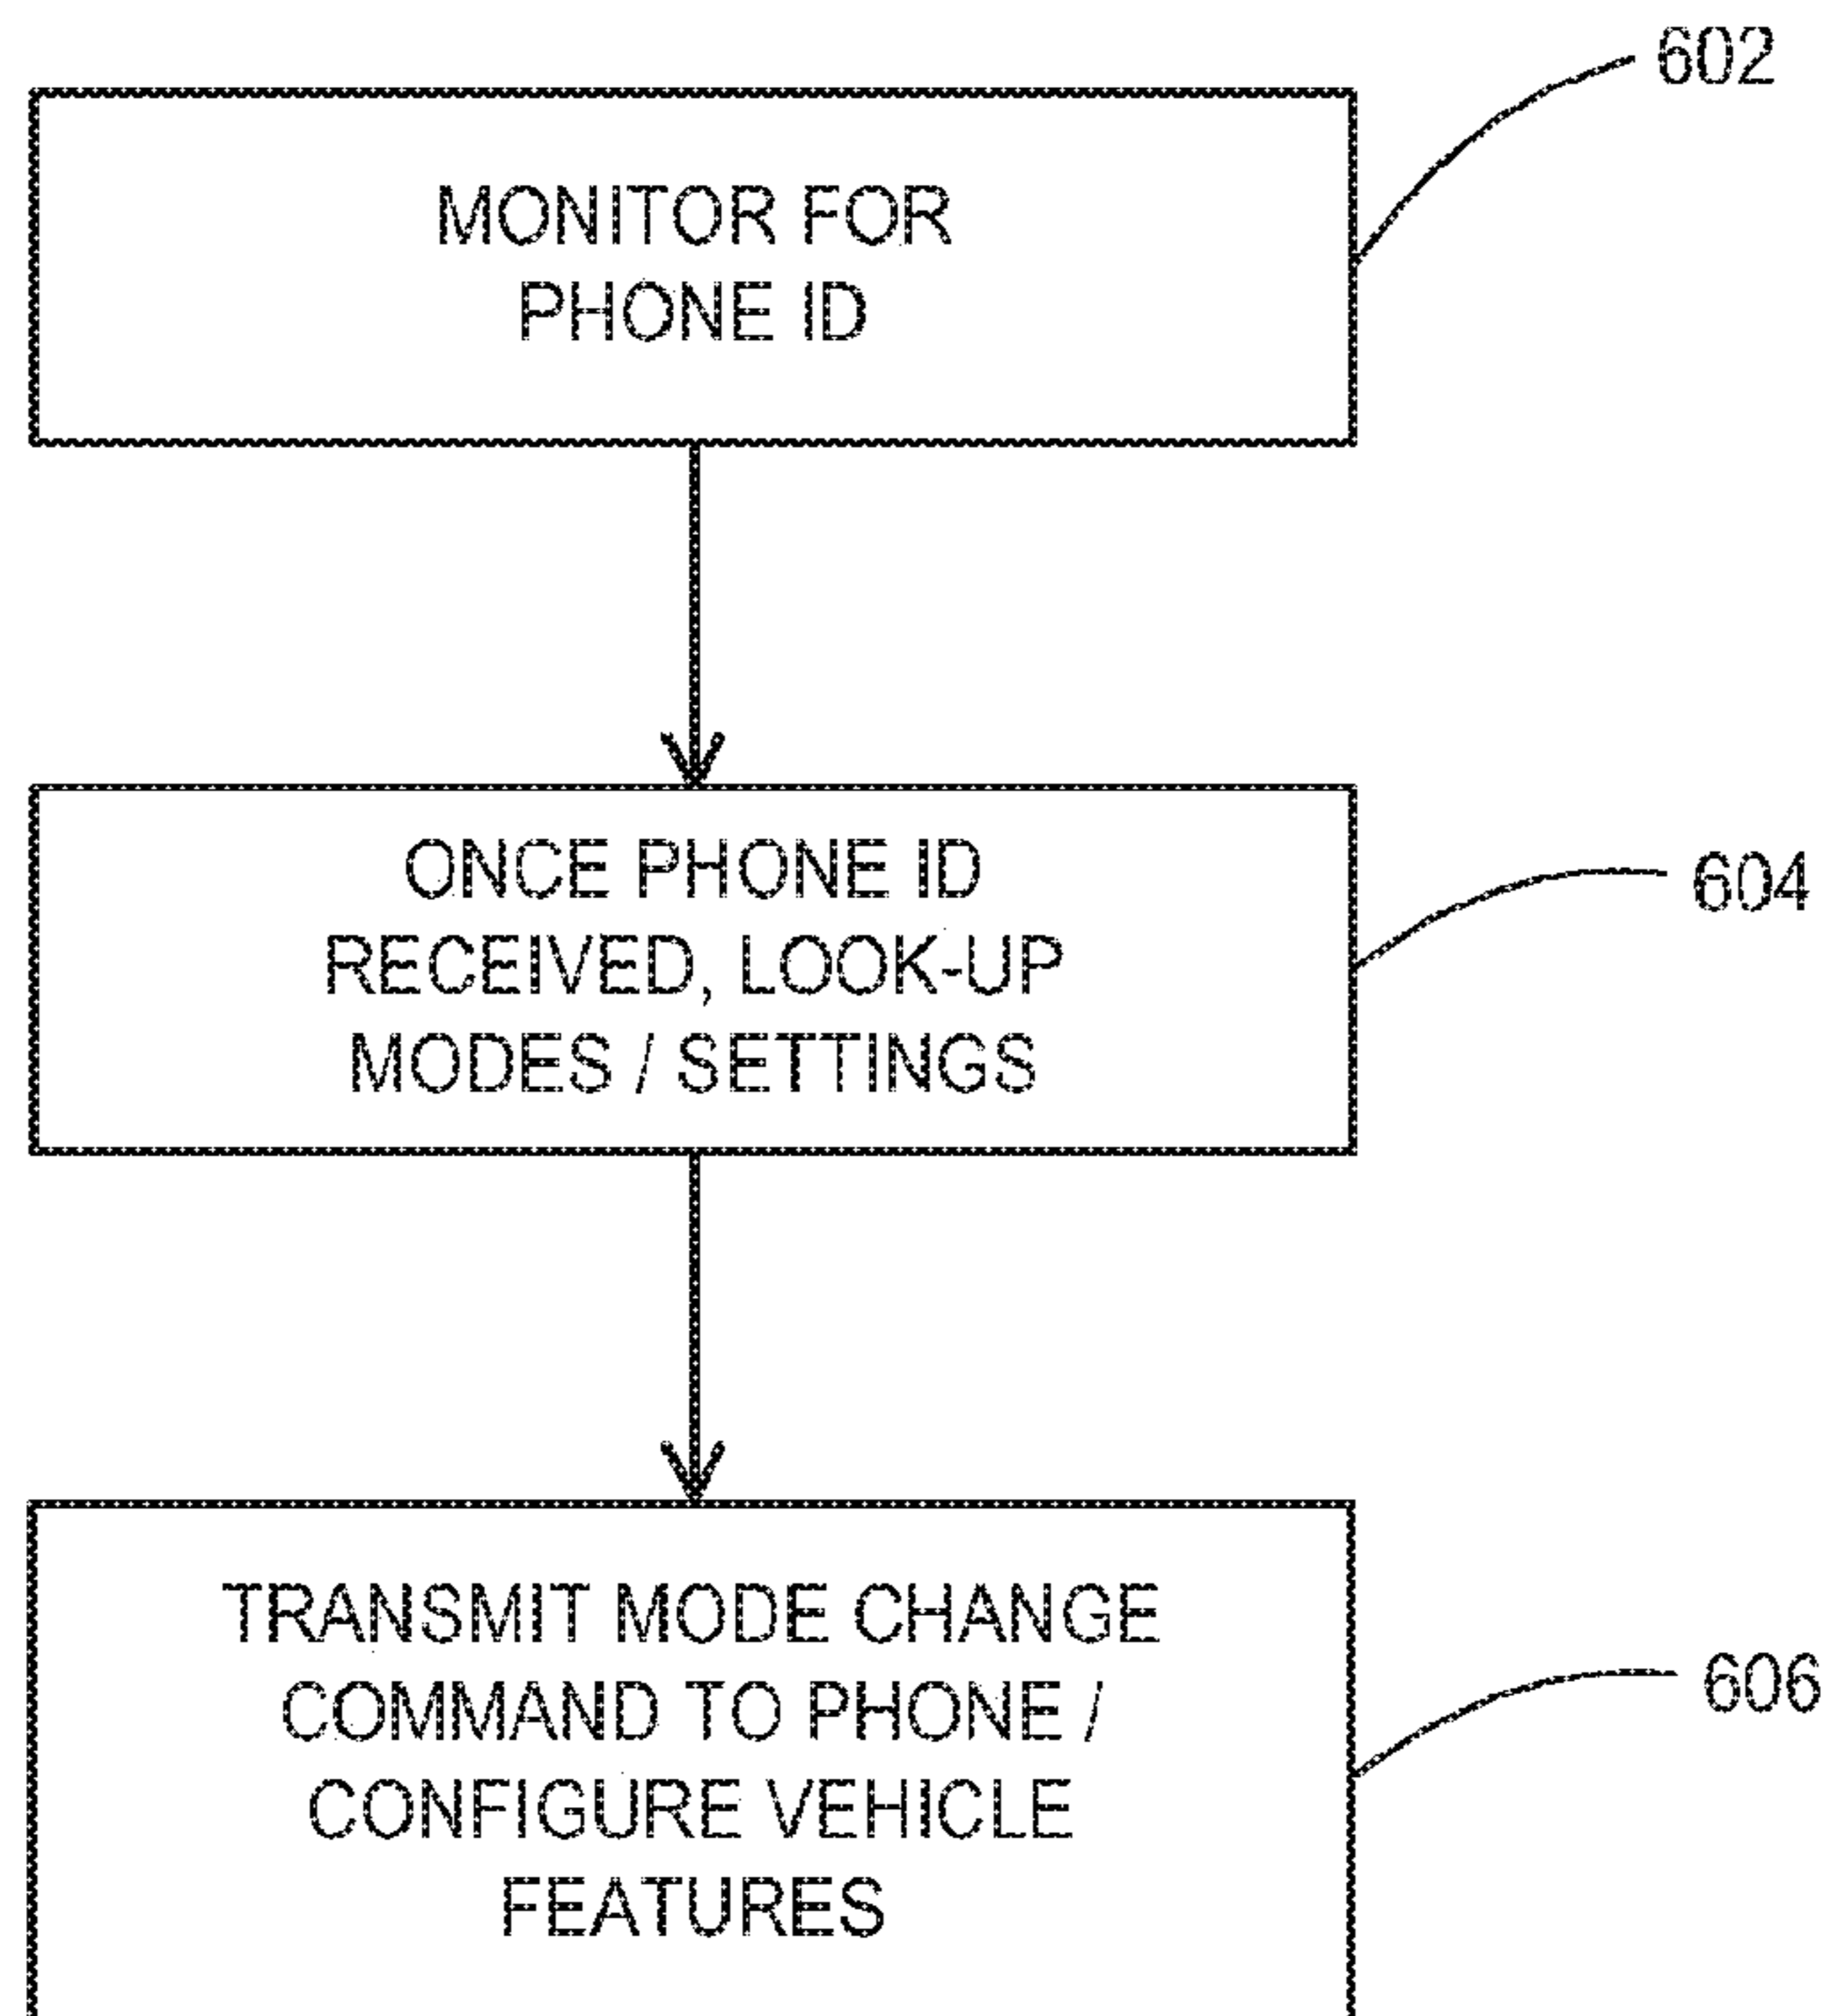 602
MONITOR FOR
PHONE ID
ONCE PHONE ID
RECEIVED, LOOK-UP
MODES / SETTINGS
604
TRANSMIT MODE CHANGE
COMMAND TO PHONE /
CONFIGURE VEHICLE
FEATURES
606